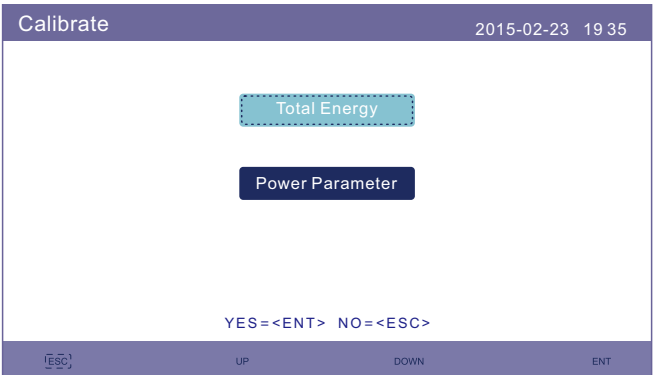 Calibrate 2015-02-23 19 35
Total Energy
Power Parameter
YES=<ENT> NO=<ESC>
ESC UP DOWN ENT